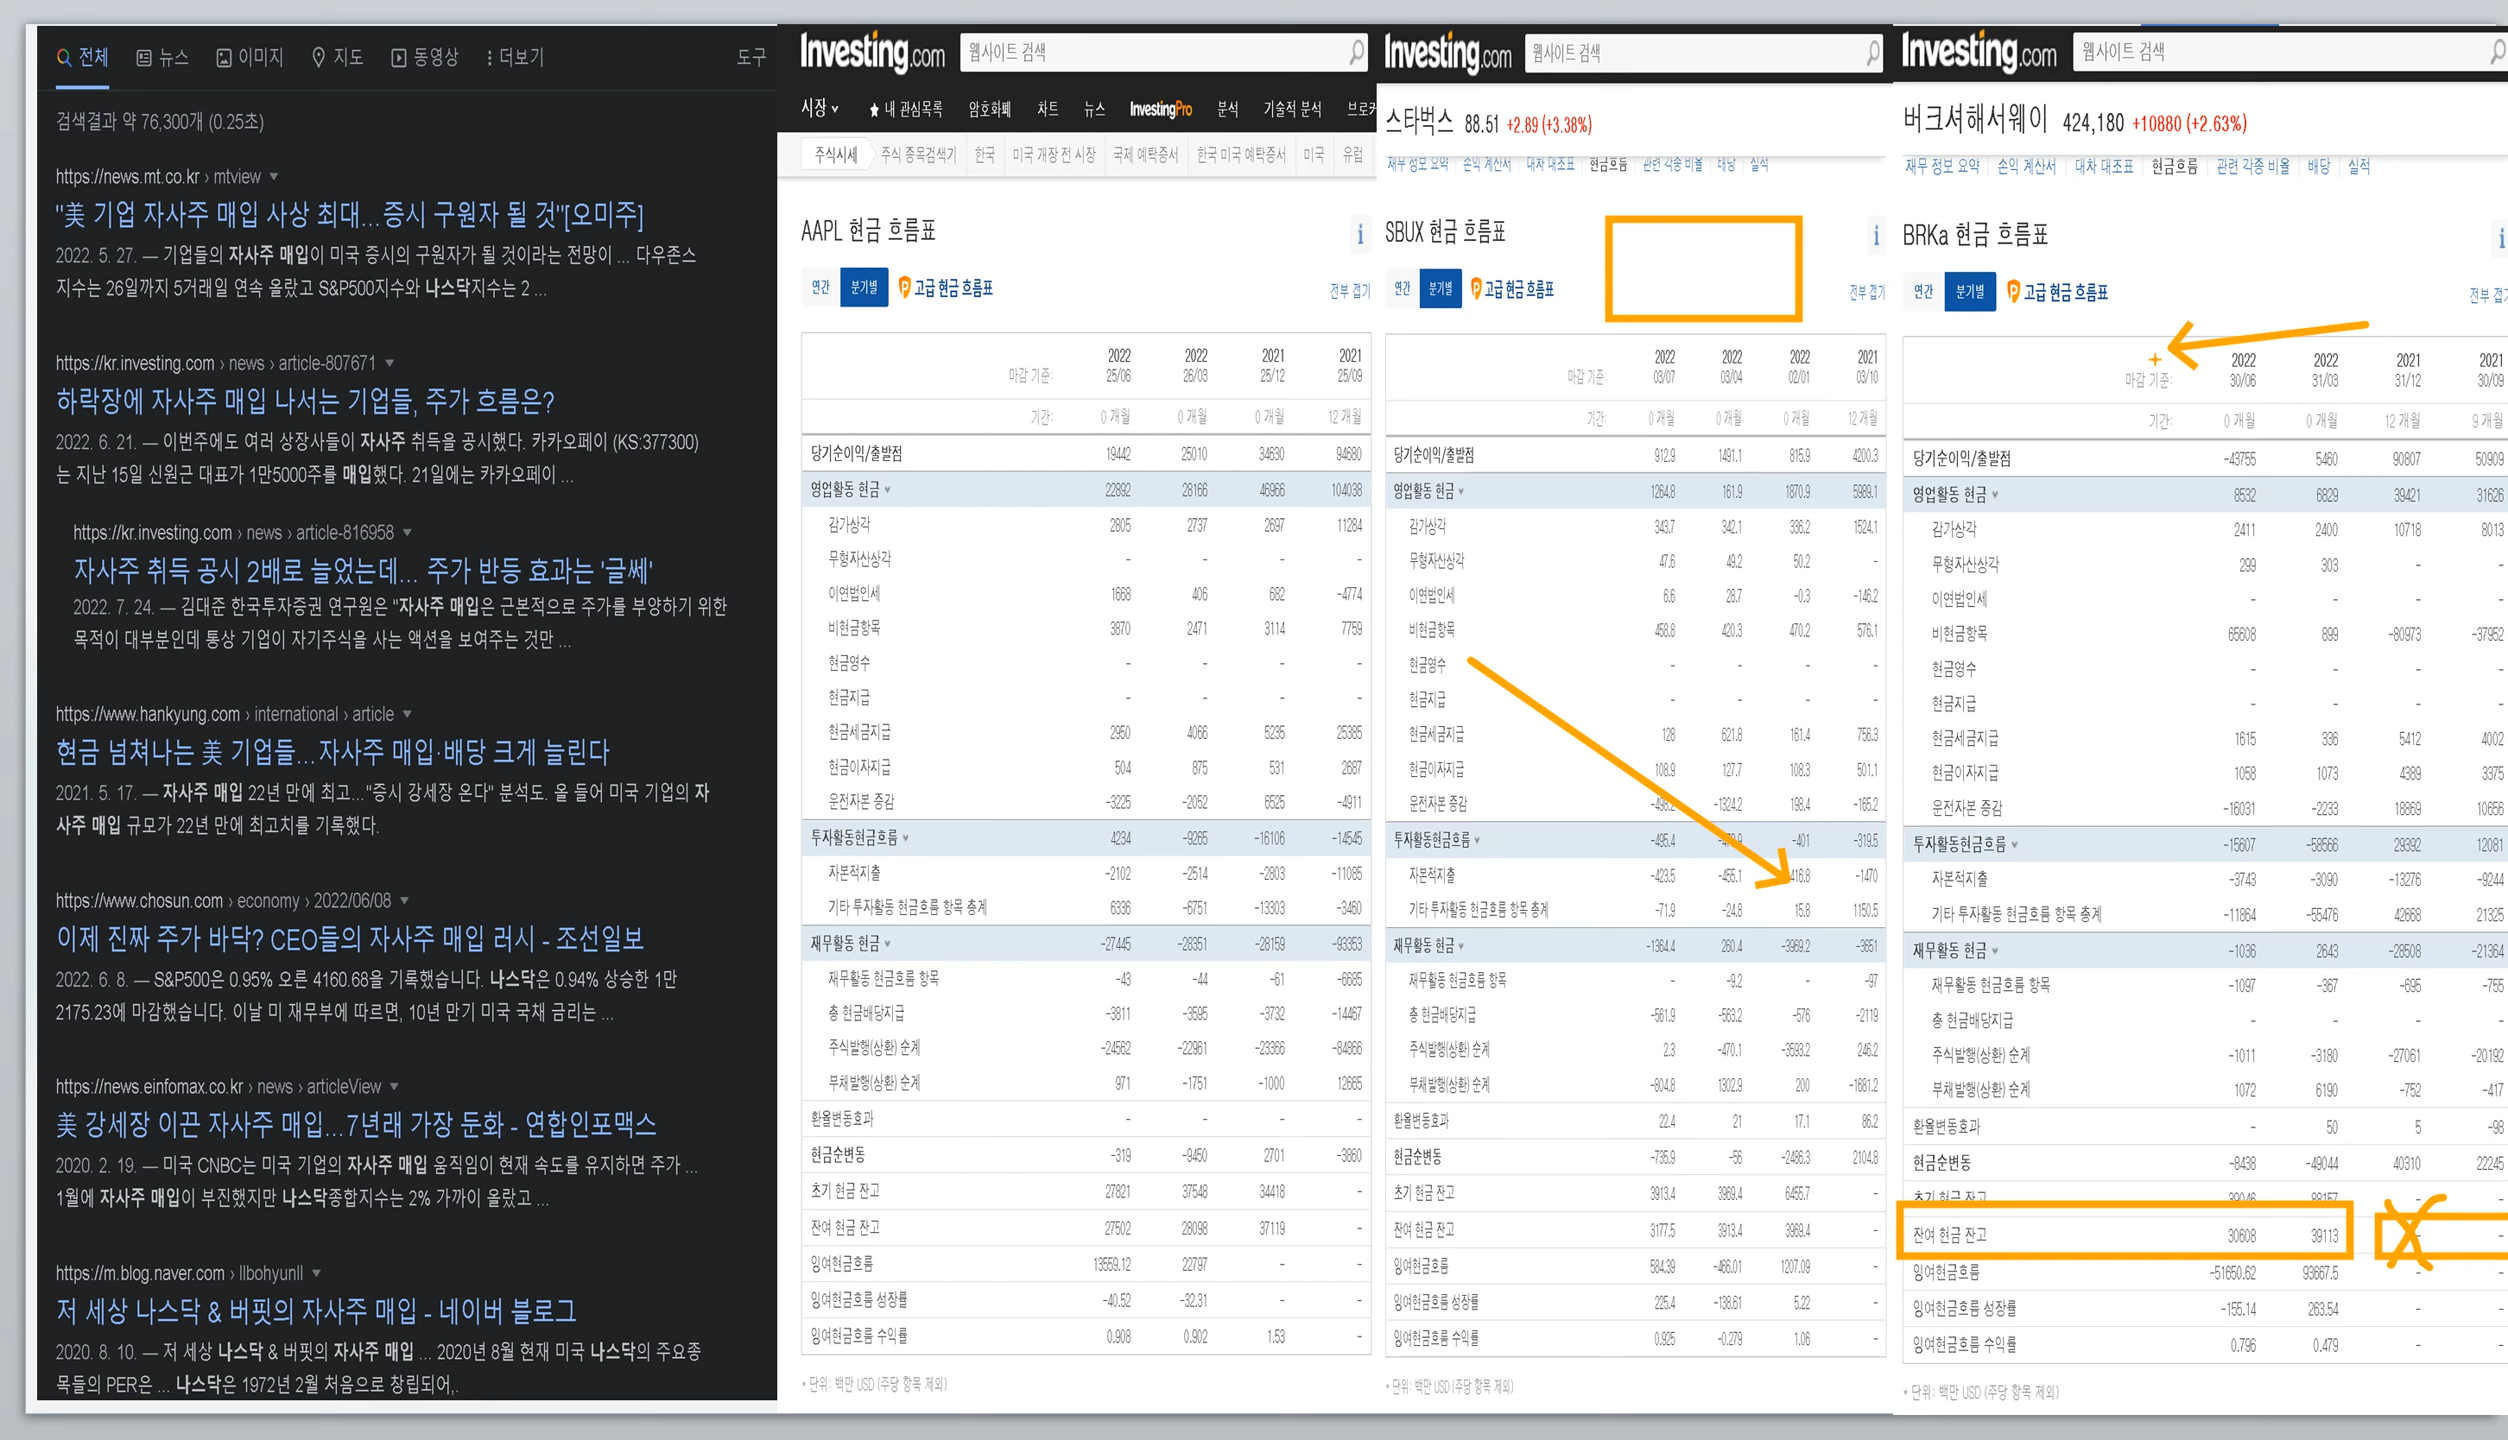 전체 뉴스 이미지 지도 동영상 더보기 도구
검색결과 약 76,300개 (0.25초)
https://news.mt.co.kr › mtview
"美 기업 자사주 매입 사상 최대...증시 구원자 될 것"[오미주]
2022. 5. 27. — 기업들의 자사주 매입이 미국 증시의 구원자가 될 것이라는 전망이 ... 다우존스
지수는 26일까지 5거래일 연속 올랐고 S&P500지수와 나스닥지수는 2 ...
https://kr.investing.com › news › article-807671
하락장에 자사주 매입 나서는 기업들, 주가 흐름은?
2022. 6. 21. — 이번주에도 여러 상장사들이 자사주 취득을 공시했다. 카카오페이 (KS:377300)
는 지난 15일 신원근 대표가 1만5000주를 매입했다. 21일에는 카카오페이 ...
https://kr.investing.com › news › article-816958
자사주 취득 공시 2배로 늘었는데... 주가 반등 효과는 '글쎄'
2022. 7. 24. — 김대준 한국투자증권 연구원은 "자사주 매입은 근본적으로 주가를 부양하기 위한
목적이 대부분인데 통상 기업이 자기주식을 사는 액션을 보여주는 것만 ...
https://www.hankyung.com › international › article
현금 넘쳐나는 美 기업들...자사주 매입·배당 크게 늘린다
2021. 5. 17. — 자사주 매입 22년 만에 최고..."증시 강세장 온다" 분석도. 올 들어 미국 기업의 자
사주 매입 규모가 22년 만에 최고치를 기록했다.
https://www.chosun.com › economy › 2022/06/08
이제 진짜 주가 바닥? CEO들의 자사주 매입 러시 - 조선일보
2022. 6. 8. — S&P500은 0.95% 오른 4160.68을 기록했습니다. 나스닥은 0.94% 상승한 1만
2175.23에 마감했습니다. 이날 미 재무부에 따르면, 10년 만기 미국 국채 금리는 ...
https://news.einfomax.co.kr › news › articleView
美 강세장 이끈 자사주 매입...7년래 가장 둔화 - 연합인포맥스
2020. 2. 19. — 미국 CNBC는 미국 기업의 자사주 매입 움직임이 현재 속도를 유지하면 주가 ...
1월에 자사주 매입이 부진했지만 나스닥종합지수는 2% 가까이 올랐고 ...
https://m.blog.naver.com › llbohyunll
저 세상 나스닥 & 버핏의 자사주 매입 - 네이버 블로그
2020. 8. 10. — 저 세상 나스닥 & 버핏의 자사주 매입 ... 2020년 8월 현재 미국 나스닥의 주요종
목들의 PER은 ... 나스닥은 1972년 2월 처음으로 창립되어,.
Investing.com 웹사이트 검색
시장 내 관심목록 암호화폐 차트 뉴스 InvestingPro 분석 기술적 분석 브로커
주식시세 주식 종목검색기 한국 미국 개장 전 시장 국제 예탁증서 한국 미국 예탁증서 미국 유럽
AAPL 현금 흐름표
연간 분기별 고급 현금 흐름표 전부 접기
2022 2022 2021 2021
마감 기준: 25/06 26/03 25/12 25/09
기간: 0 개월 0 개월 0 개월 12 개월
당기순이익/출발점 19442 25010 34630 94680
영업활동 현금 22892 28166 46966 104038
감가상각 2805 2737 2697 11284
무형자산상각 - - - -
이연법인세 1668 406 682 -4774
비현금항목 3870 2471 3114 7759
현금영수 - - - -
현금지급 - - - -
현금세금지급 2950 4066 5235 25385
현금이자지급 504 875 531 2687
운전자본 증감 -3225 -2052 6525 -4911
투자활동현금흐름 4234 -9265 -16106 -14545
자본적지출 -2102 -2514 -2803 -11085
기타 투자활동 현금흐름 항목 총계 6336 -6751 -13303 -3460
재무활동 현금 -27445 -28351 -28159 -93353
재무활동 현금흐름 항목 -43 -44 -61 -6685
총 현금배당지급 -3811 -3595 -3732 -14467
주식발행(상환) 순계 -24562 -22961 -23366 -84866
부채발행(상환) 순계 971 -1751 -1000 12665
환율변동효과 - - - -
현금순변동 -319 -9450 2701 -3860
초기 현금 잔고 27821 37548 34418 -
잔여 현금 잔고 27502 28098 37119 -
잉여현금흐름 13559.12 22797 - -
잉여현금흐름 성장률 -40.52 -32.31 - -
잉여현금흐름 수익률 0.908 0.902 1.53 -
* 단위: 백만 USD (주당 항목 제외)
Investing.com 웹사이트 검색
스타벅스 88.51 +2.89 (+3.38%)
재무 정보 요약 손익 계산서 대차 대조표 현금흐름 관련 각종 비율 배당 실적
SBUX 현금 흐름표
연간 분기별 고급 현금 흐름표 전부 접기
2022 2022 2022 2021
마감 기준: 03/07 03/04 02/01 03/10
기간: 0 개월 0 개월 0 개월 12 개월
당기순이익/출발점 912.9 1491.1 815.9 4200.3
영업활동 현금 1264.8 161.9 1870.9 5989.1
감가상각 343.7 342.1 336.2 1524.1
무형자산상각 47.6 49.2 50.2 -
이연법인세 6.6 28.7 -0.3 -146.2
비현금항목 458.8 420.3 470.2 576.1
현금영수 - - - -
현금지급 - - - -
현금세금지급 128 621.8 161.4 756.3
현금이자지급 108.9 127.7 108.3 501.1
운전자본 증감 -1324.2 198.4 -165.2
투자활동현금흐름 -495.4 -401 -319.5
자본적지출 -423.5 -455.1 416.8 -1470
기타 투자활동 현금흐름 항목 총계 -71.9 -24.8 15.8 1150.5
재무활동 현금 -1364.4 260.4 -3969.2 -3651
재무활동 현금흐름 항목 - -9.2 - -97
총 현금배당지급 -561.9 -563.2 -576 -2119
주식발행(상환) 순계 2.3 -470.1 -3593.2 246.2
부채발행(상환) 순계 -804.8 1302.9 200 -1681.2
환율변동효과 22.4 21 17.1 86.2
현금순변동 -735.9 -56 -2486.3 2104.8
초기 현금 잔고 3913.4 3969.4 6455.7 -
잔여 현금 잔고 3177.5 3913.4 3969.4 -
잉여현금흐름 584.39 -466.01 1207.09 -
잉여현금흐름 성장률 225.4 -138.61 5.22 -
잉여현금흐름 수익률 0.925 -0.279 1.06 -
* 단위: 백만 USD (주당 항목 제외)
Investing.com 웹사이트 검색
버크셔해서웨이 424,180 +10880 (+2.63%)
재무 정보 요약 손익 계산서 대차 대조표 현금흐름 관련 각종 비율 배당 실적
BRKa 현금 흐름표
연간 분기별 고급 현금 흐름표 전부 접기
2022 2022 2021 2021
마감 기준: 30/06 31/03 31/12 30/09
기간: 0 개월 0 개월 12 개월 9 개월
당기순이익/출발점 -43755 5460 90807 50909
영업활동 현금 8532 6829 39421 31626
감가상각 2411 2400 10718 8013
무형자산상각 299 303 - -
이연법인세 - - - -
비현금항목 65608 899 -80973 -37952
현금영수 - - - -
현금지급 - - - -
현금세금지급 1615 336 5412 4002
현금이자지급 1058 1073 4389 3375
운전자본 증감 -16031 -2233 18869 10656
투자활동현금흐름 -15607 -58566 29392 12081
자본적지출 -3743 -3090 -13276 -9244
기타 투자활동 현금흐름 항목 총계 -11864 -55476 42668 21325
재무활동 현금 -1036 2643 -28508 -21364
재무활동 현금흐름 항목 -1097 -367 -695 -755
총 현금배당지급 - - - -
주식발행(상환) 순계 -1011 -3180 -27061 -20192
부채발행(상환) 순계 1072 6190 -752 -417
환율변동효과 - 50 5 -98
현금순변동 -8438 -49044 40310 22245
초기 현금 잔고 39046 88157 - -
잔여 현금 잔고 30608 39113 - -
잉여현금흐름 -51650.62 93667.5 - -
잉여현금흐름 성장률 -155.14 263.54 - -
잉여현금흐름 수익률 0.796 0.479 - -
* 단위: 백만 USD (주당 항목 제외)